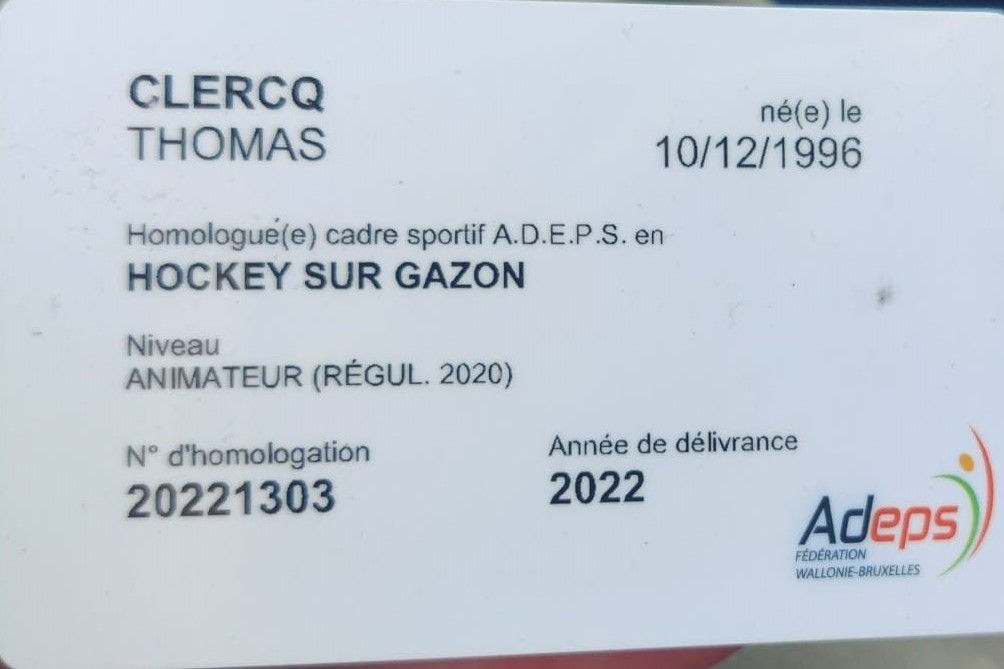 CLERCQ
THOMAS
né(e) le
10/12/1996
Homologué(e) cadre sportif A.D.E.P.S. en
HOCKEY SUR GAZON
Niveau
ANIMATEUR (RÉGUL. 2020)
N° d'homologation
20221303
Année de délivrance
2022
Adeps
FÉDÉRATION
WALLONIE-BRUXELLES